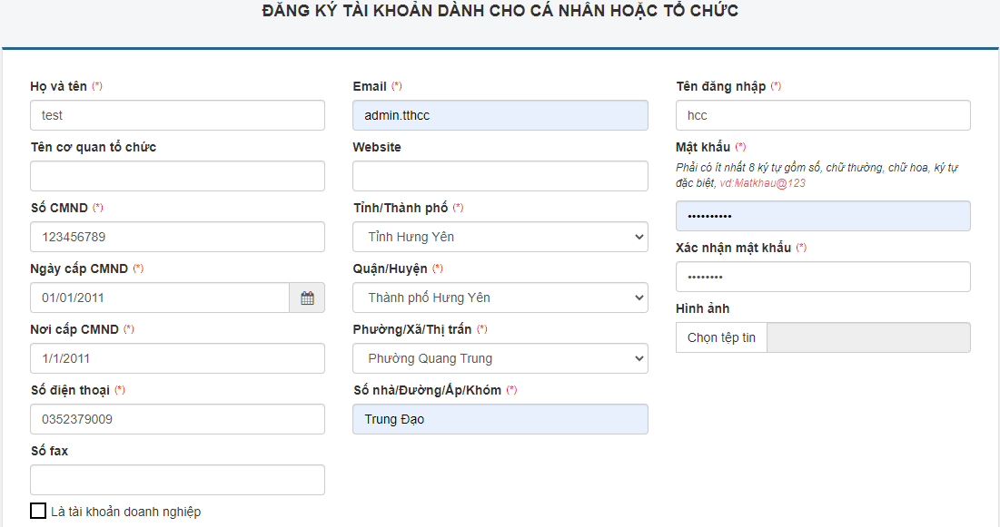 ĐĂNG KÝ TÀI KHOẢN DÀNH CHO CÁ NHÂN HOẶC TỔ CHỨC
Họ và tên (*)
test
Tên cơ quan tổ chức
Số CMND (*)
123456789
Ngày cấp CMND (*)
01/01/2011
Nơi cấp CMND (*)
1/1/2011
Số điện thoại (*)
0352379009
Số fax
Là tài khoản doanh nghiệp
Email (*)
admin.tthcc
Website
Tỉnh/Thành phố (*)
Tỉnh Hưng Yên
Quận/Huyện (*)
Thành phố Hưng Yên
Phường/Xã/Thị trấn (*)
Phường Quang Trung
Số nhà/Đường/Ấp/Khóm (*)
Trung Đạo
Tên đăng nhập (*)
hcc
Mật khẩu (*)
Phải có ít nhất 8 ký tự gồm số, chữ thường, chữ hoa, ký tự
đặc biệt, vd:Matkhau@123
••••••••••
Xác nhận mật khẩu (*)
••••••••
Hình ảnh
Chọn tệp tin